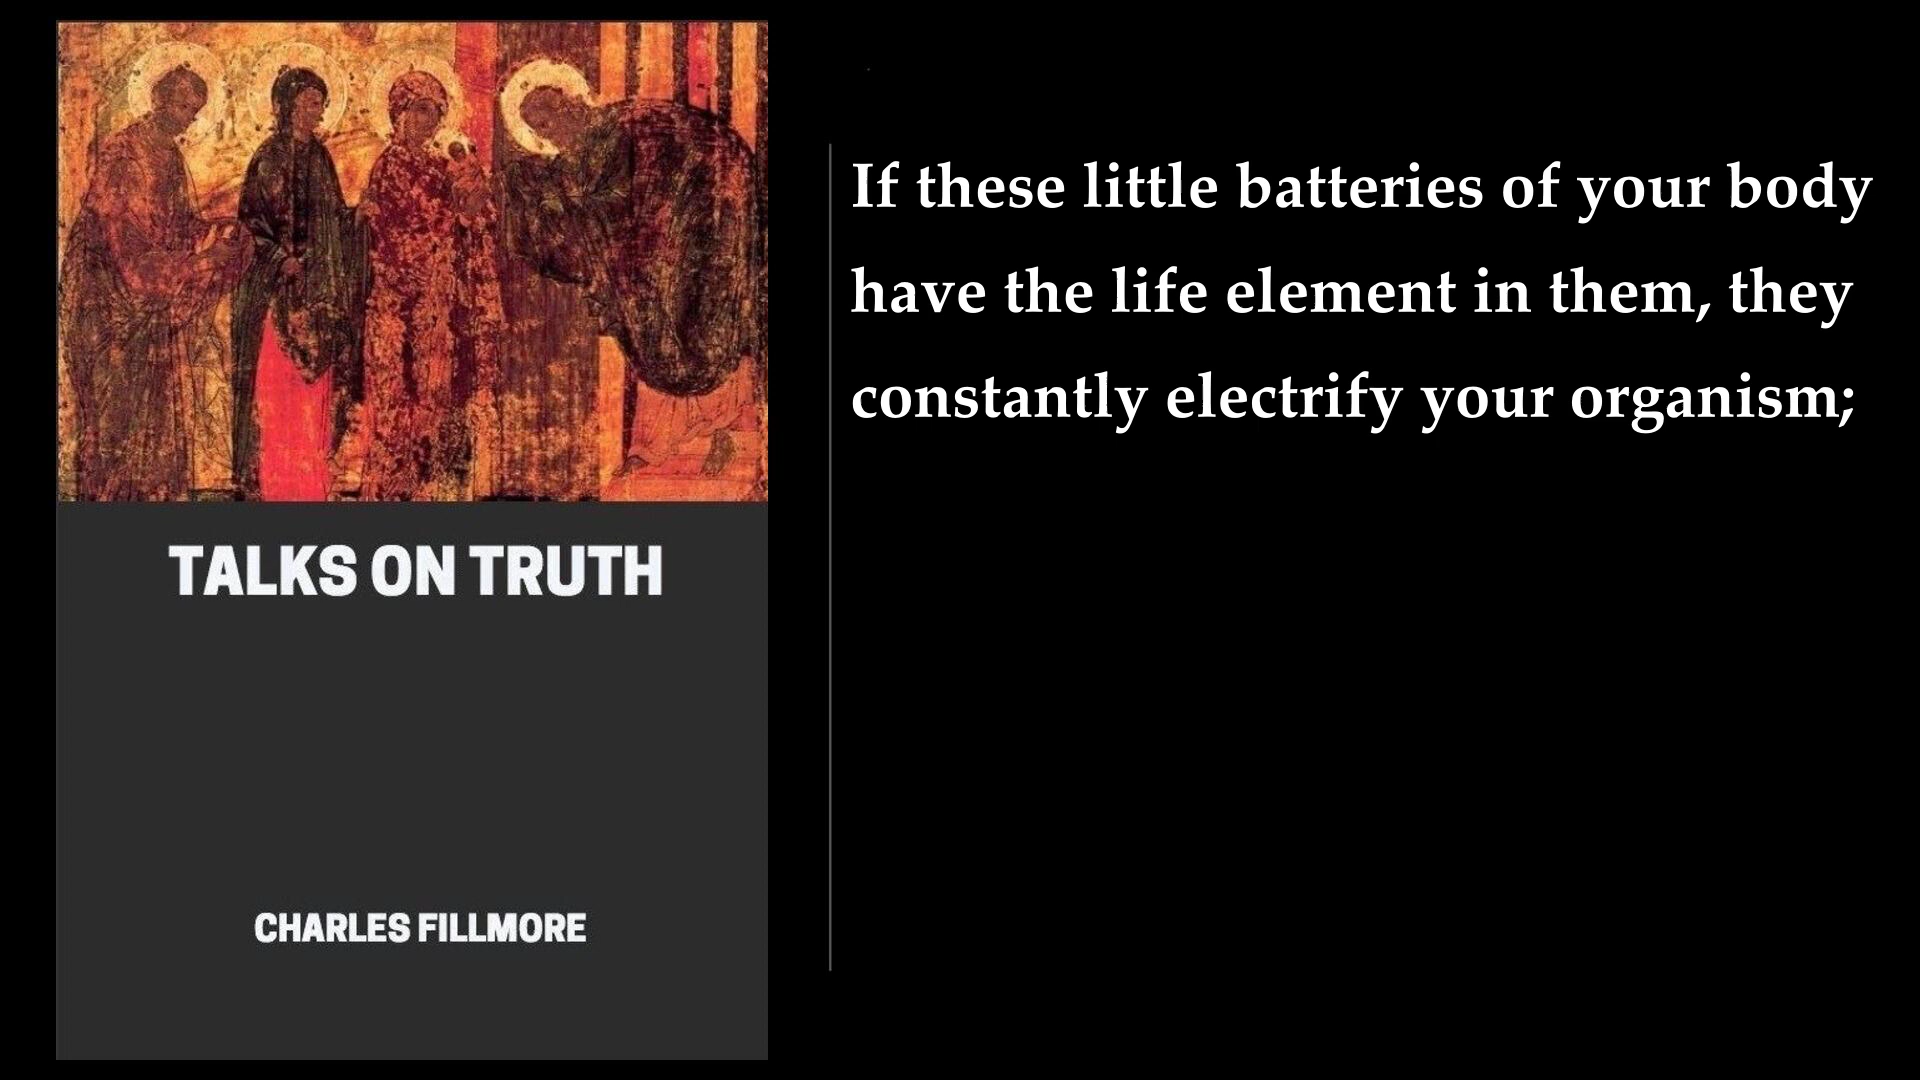 TALKS ON TRUTH
CHARLES FILLMORE
If these little batteries of your body
have the life element in them, they
constantly electrify your organism;